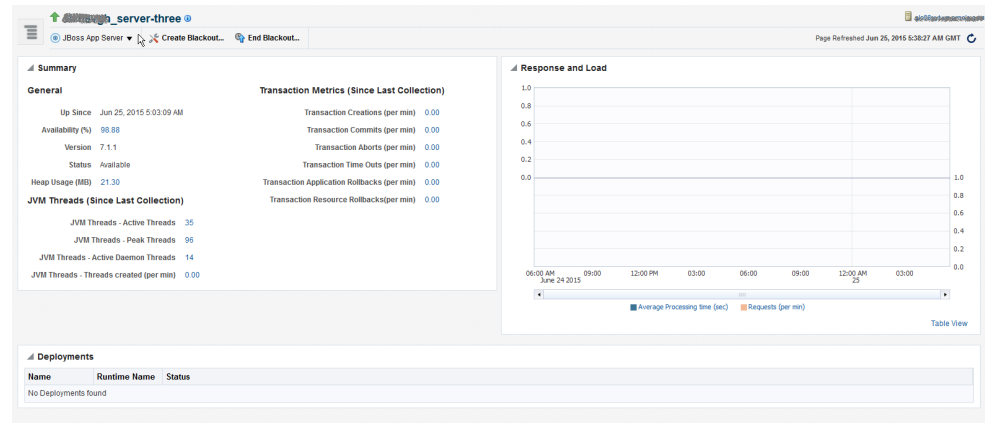 _server-three
JBoss App Server Create Blackout... End Blackout...
Page Refreshed Jun 25, 2015 5:38:27 AM GMT
Summary
General
Up Since Jun 25, 2015 5:03:09 AM
Availability (%) 98.88
Version 7.1.1
Status Available
Heap Usage (MB) 21.30
JVM Threads (Since Last Collection)
JVM Threads - Active Threads 35
JVM Threads - Peak Threads 96
JVM Threads - Active Daemon Threads 14
JVM Threads - Threads created (per min) 0.00
Transaction Metrics (Since Last Collection)
Transaction Creations (per min) 0.00
Transaction Commits (per min) 0.00
Transaction Aborts (per min) 0.00
Transaction Time Outs (per min) 0.00
Transaction Application Rollbacks (per min) 0.00
Transaction Resource Rollbacks(per min) 0.00
Response and Load
1.0
0.8
0.6
0.4
0.2
0.0
1.0
0.8
0.6
0.4
0.2
0.0
06:00 AM 09:00 12:00 PM 03:00 06:00 09:00 12:00 AM 03:00
June 24 2015 25
Average Processing time (sec) Requests (per min)
Table View
Deployments
Name Runtime Name Status
No Deployments found